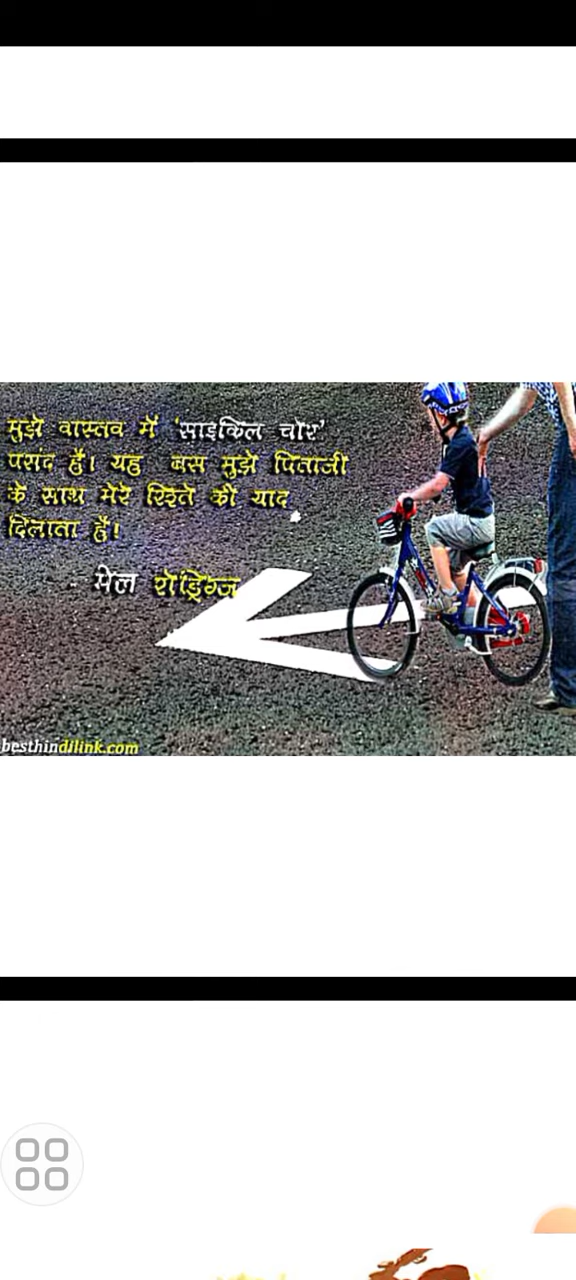 मुझे वास्तव में 'साइकिल चोर'
पसंद है। यह बस मुझे पिताजी
के साथ मेरे रिश्ते की याद
दिलाता है।
- मेल रोड्रिग्ज
besthindilink.com